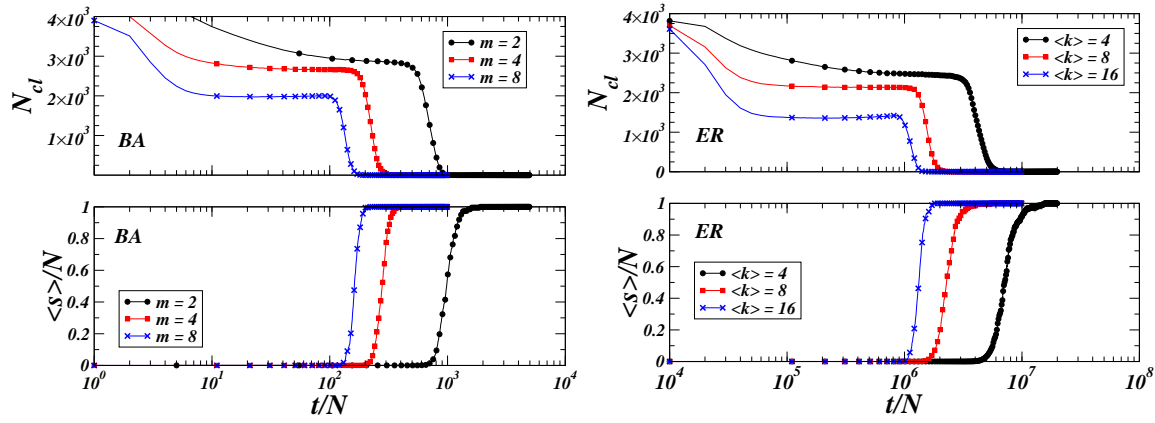 4×10³
3×10³
2×10³
1×10³
N_cl
BA
m = 2
m = 4
m = 8
1
0.8
0.6
0.4
0.2
0
<s>/N
BA
m = 2
m = 4
m = 8
10⁰
10¹
10²
10³
10⁴
t/N
4×10³
3×10³
2×10³
1×10³
0
N_cl
ER
<k> = 4
<k> = 8
<k> = 16
1
0.8
0.6
0.4
0.2
0
<s>/N
ER
<k> = 4
<k> = 8
<k> = 16
10⁴
10⁵
10⁶
10⁷
10⁸
t/N